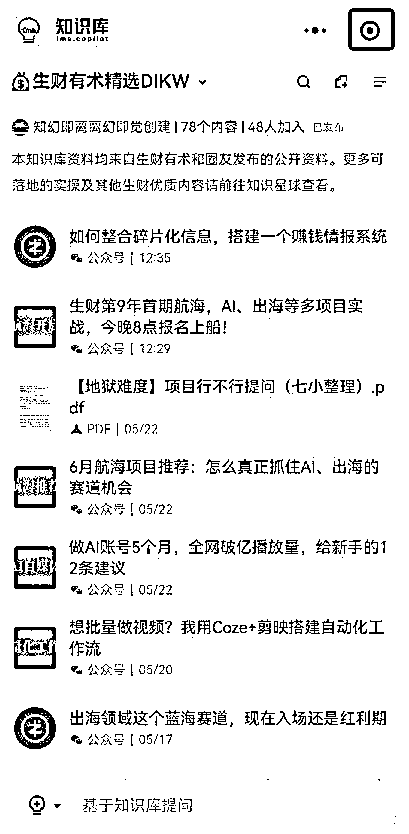 知识库
ima.copilot
生财有术精选DIKW
知幻即离离幻即觉创建 | 78个内容 | 48人加入 已发布
本知识库资料均来自生财有术和圈友发布的公开资料。更多可
落地的实操及其他生财优质内容请前往知识星球查看。
如何整合碎片化信息，搭建一个赚钱情报系统
公众号 | 12:35
生财第9年首期航海，AI、出海等多项目实
战，今晚8点报名上船！
公众号 | 12:29
【地狱难度】项目行不行提问（七小整理）.p
df
PDF | 05/22
6月航海项目推荐：怎么真正抓住AI、出海的
赛道机会
公众号 | 05/22
做AI账号5个月，全网破亿播放量，给新手的1
2条建议
公众号 | 05/22
想批量做视频？我用Coze+剪映搭建自动化工
作流
公众号 | 05/20
出海领域这个蓝海赛道，现在入场还是红利期
公众号 | 05/17
基于知识库提问